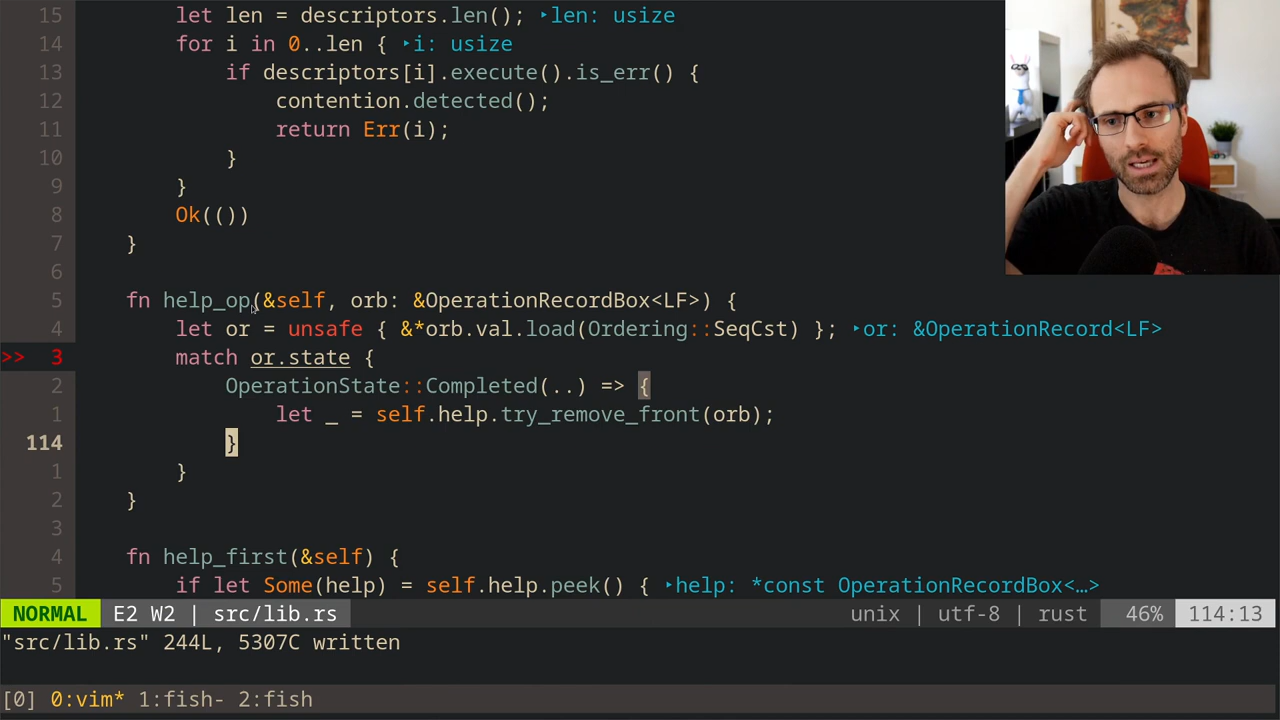 15 let len = descriptors.len(); ‣len: usize
14 for i in 0..len { ‣i: usize
13 if descriptors[i].execute().is_err() {
12 contention.detected();
11 return Err(i);
10 }
9 }
8 Ok(())
7 }
6
5 fn help_op(&self, orb: &OperationRecordBox<LF>) {
4 let or = unsafe { &*orb.val.load(Ordering::SeqCst) }; ‣or: &OperationRecord<LF>
>> 3 match or.state {
2 OperationState::Completed(..) => {
1 let _ = self.help.try_remove_front(orb);
114 }
1 }
2 }
3
4 fn help_first(&self) {
5 if let Some(help) = self.help.peek() { ‣help: *const OperationRecordBox<…>
NORMAL E2 W2 | src/lib.rs unix | utf-8 | rust 46% 114:13
"src/lib.rs" 244L, 5307C written
[0] 0:vim* 1:fish- 2:fish